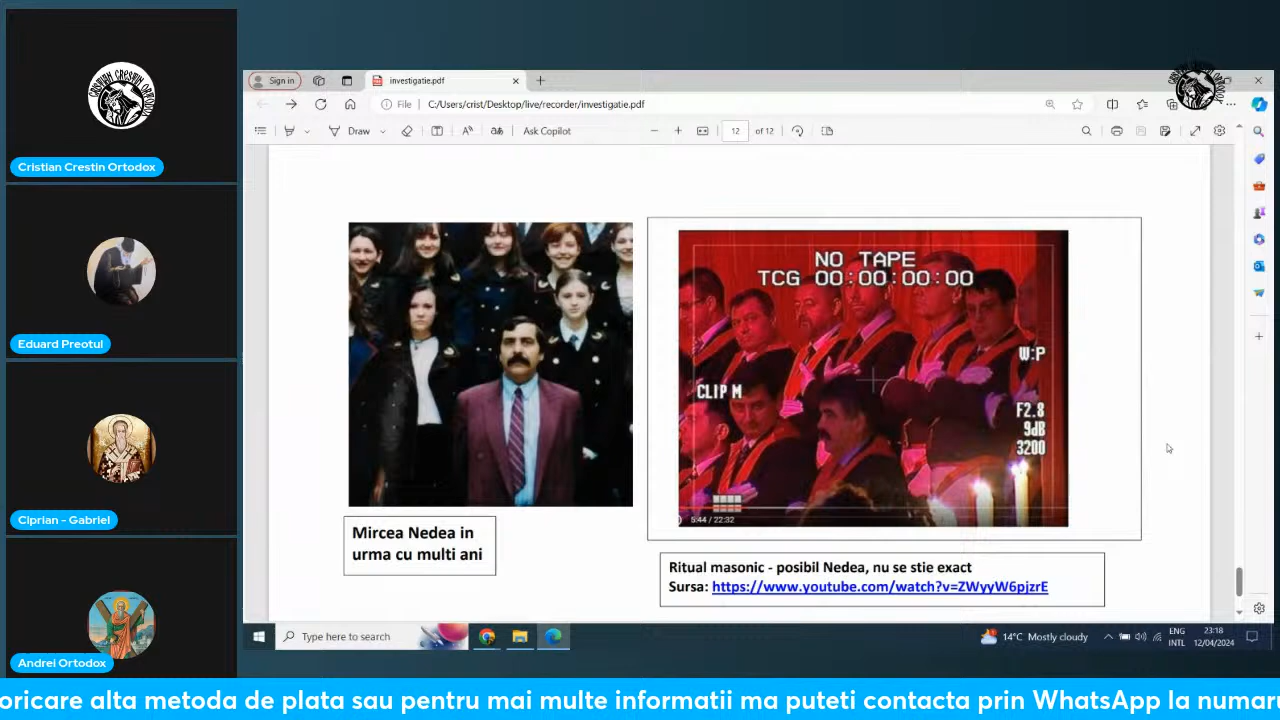 CRISTIAN CRESTIN ORTODOX
Cristian Crestin Ortodox
Eduard Preotul
Ciprian - Gabriel
Andrei Ortodox
Sign in
investigatie.pdf
File
C:/Users/crist/Desktop/live/recorder/investigatie.pdf
Draw
Ask Copilot
12
of 12
NO TAPE
TCG 00:00:00:00
W:P
CLIP M
F2.8
9dB
3200
5:44 / 22:32
Mircea Nedea in
urma cu multi ani
Ritual masonic - posibil Nedea, nu se stie exact
Sursa: https://www.youtube.com/watch?v=ZWyyW6pjzrE
Type here to search
14°C Mostly cloudy
ENG
INTL
23:18
12/04/2024
oricare alta metoda de plata sau pentru mai multe informatii ma puteti contacta prin WhatsApp la numar